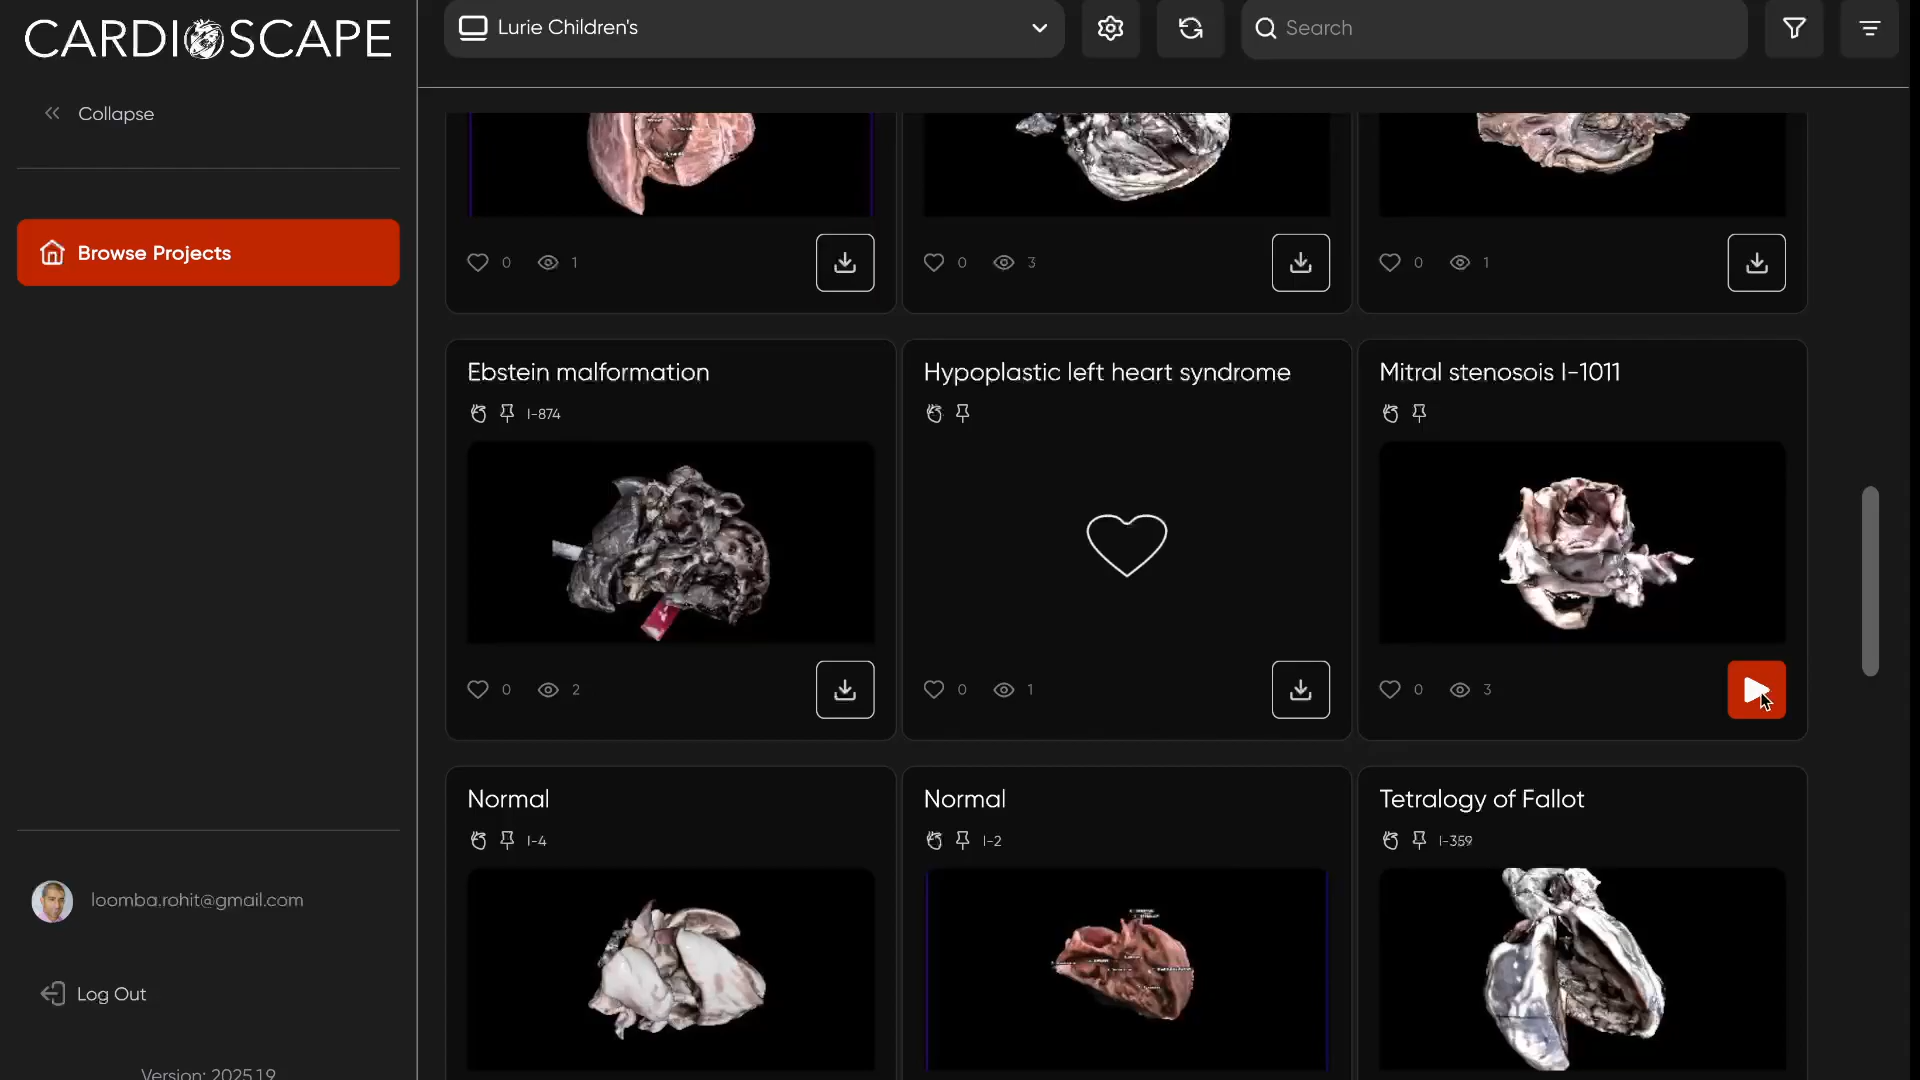 CARDIOSCAPE
Collapse
Browse Projects
loomba.rohit@gmail.com
Log Out
Version: 2025.1.9
Lurie Children's
Search
0 1
0 3
0 1
Ebstein malformation
I-874
0 2
Hypoplastic left heart syndrome
0 1
Mitral stenosois I-1011
0 3
Normal
I-4
Normal
I-2
Tetralogy of Fallot
I-359